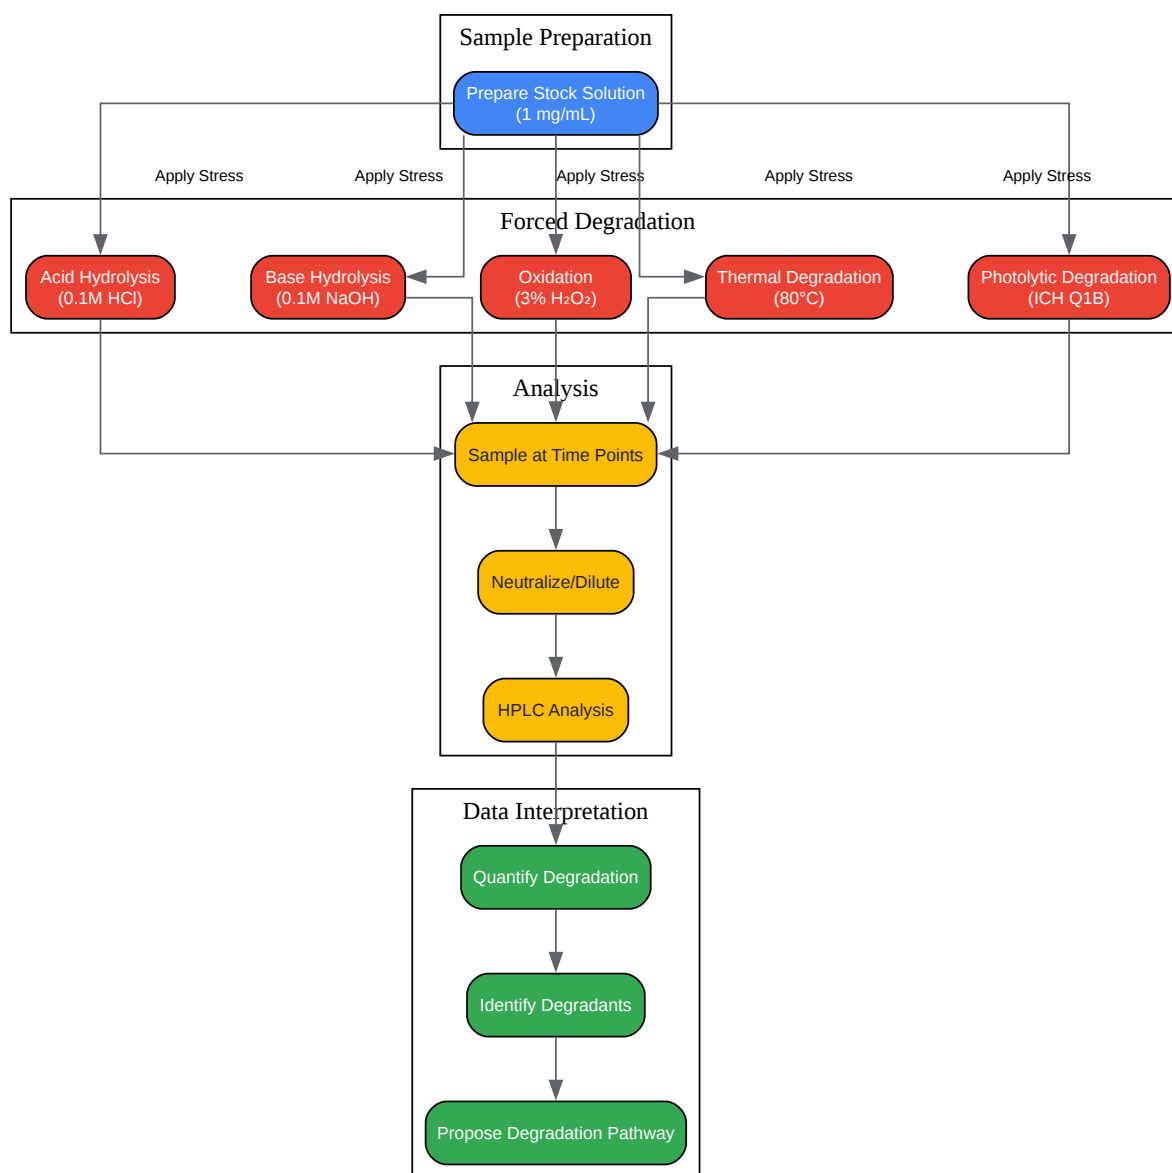 Sample Preparation
Prepare Stock Solution
(1 mg/mL)
Apply Stress
Apply Stress
Apply Stress
Apply Stress
Apply Stress
Forced Degradation
Acid Hydrolysis
(0.1M HCl)
Base Hydrolysis
(0.1M NaOH)
Oxidation
(3% H₂O₂)
Thermal Degradation
(80°C)
Photolytic Degradation
(ICH Q1B)
Analysis
Sample at Time Points
Neutralize/Dilute
HPLC Analysis
Data Interpretation
Quantify Degradation
Identify Degradants
Propose Degradation Pathway